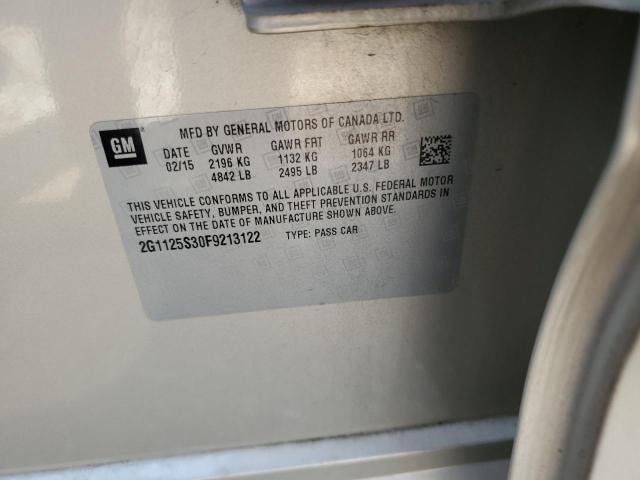 GM
MFD BY GENERAL MOTORS OF CANADA LTD.
DATE GVWR GAWR FRT GAWR RR
02/15 2196 KG 1132 KG 1064 KG
4842 LB 2495 LB 2347 LB
THIS VEHICLE CONFORMS TO ALL APPLICABLE U.S. FEDERAL MOTOR
VEHICLE SAFETY, BUMPER, AND THEFT PREVENTION STANDARDS IN
EFFECT ON THE DATE OF MANUFACTURE SHOWN ABOVE.
2G1125S30F9213122 TYPE: PASS CAR